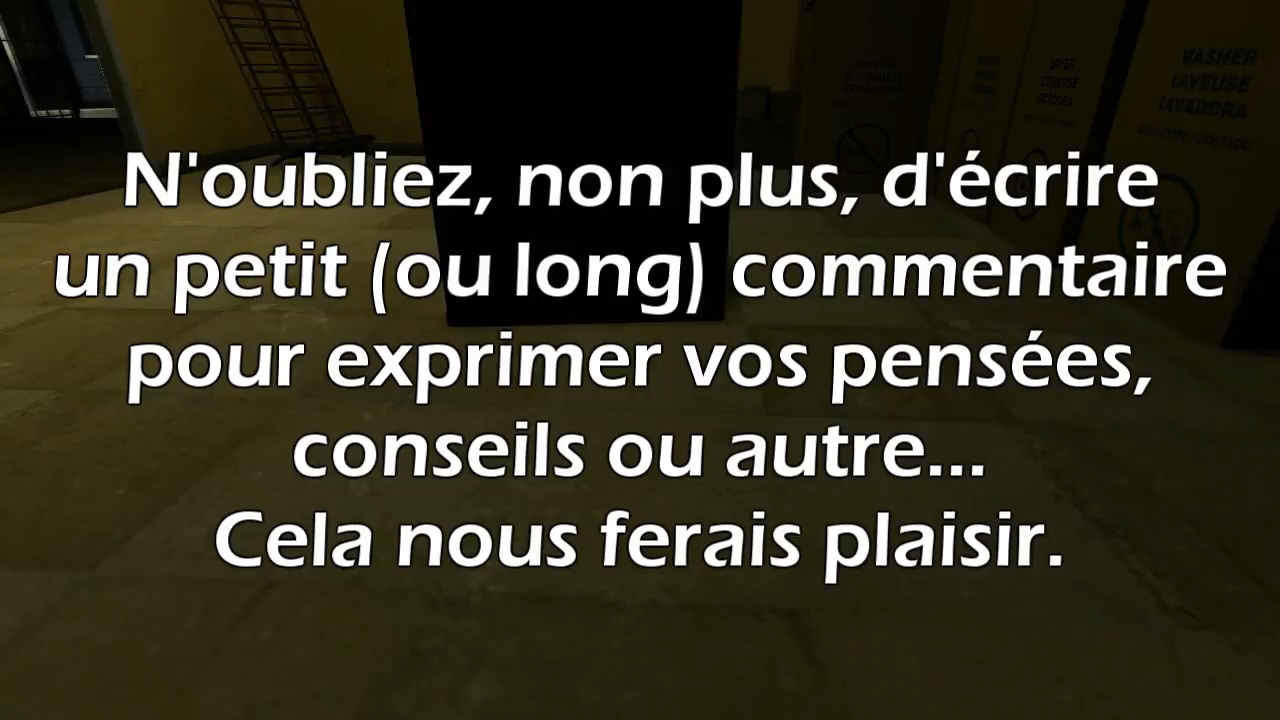 N'oubliez, non plus, d'écrire
un petit (ou long) commentaire
pour exprimer vos pensées,
conseils ou autre...
Cela nous ferais plaisir.
WASHER
LAVEUSE
LAVADORA
DRYER